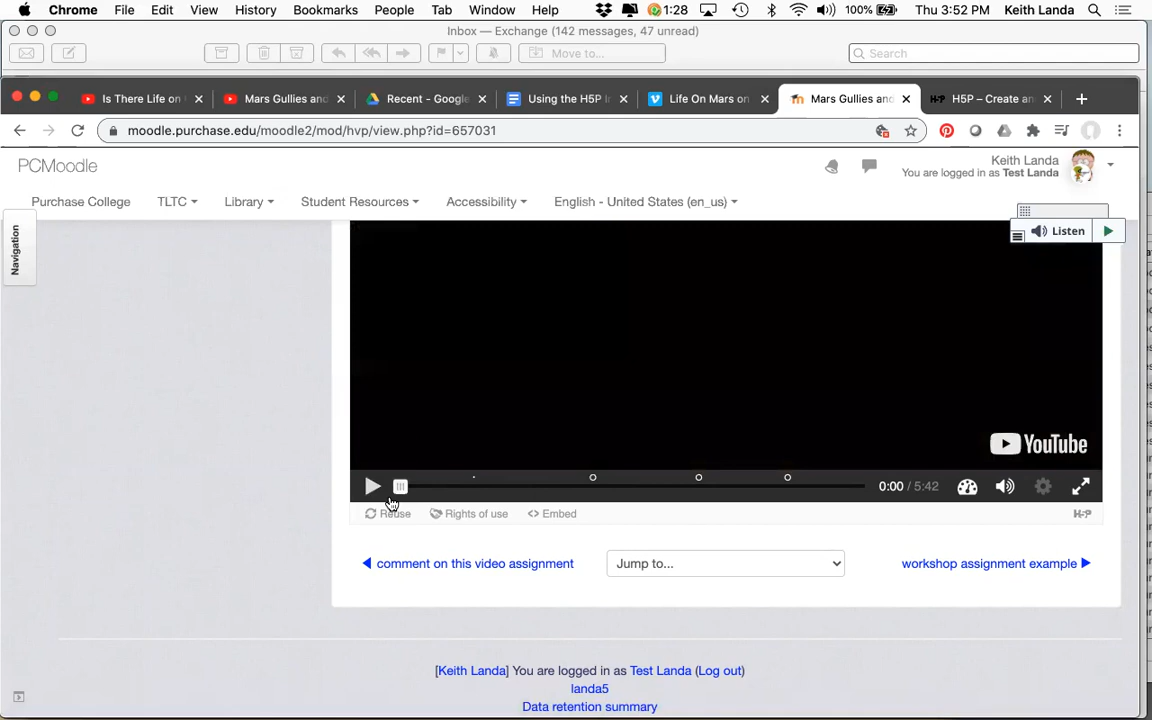 Chrome File Edit View History Bookmarks People Tab Window Help 1:28 100% Thu 3:52 PM Keith Landa
Inbox — Exchange (142 messages, 47 unread)
Move to... Search
Is There Life on Mars Gullies and Recent - Google Using the H5P Life On Mars on Mars Gullies and H5P – Create an
moodle.purchase.edu/moodle2/mod/hvp/view.php?id=657031
PCMoodle
Keith Landa
You are logged in as Test Landa
Purchase College TLTC Library Student Resources Accessibility English - United States (en_us)
Navigation
Listen
YouTube
0:00 / 5:42
Reuse Rights of use <> Embed H5P
comment on this video assignment Jump to... workshop assignment example
[Keith Landa] You are logged in as Test Landa (Log out)
landa5
Data retention summary